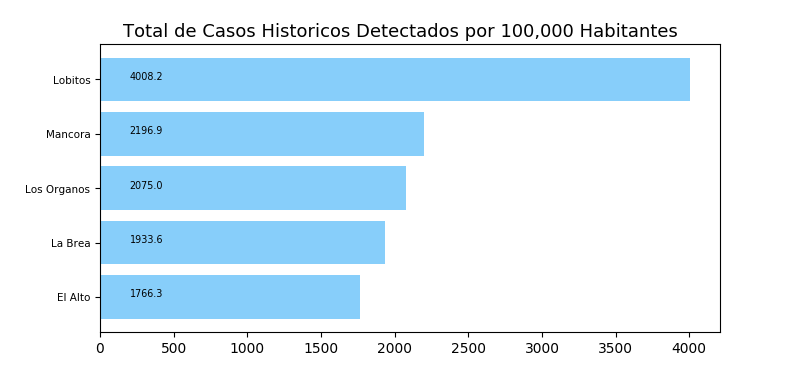 Total de Casos Historicos Detectados por 100,000 Habitantes
Lobitos 4008.2
Mancora 2196.9
Los Organos 2075.0
La Brea 1933.6
El Alto 1766.3
0 500 1000 1500 2000 2500 3000 3500 4000